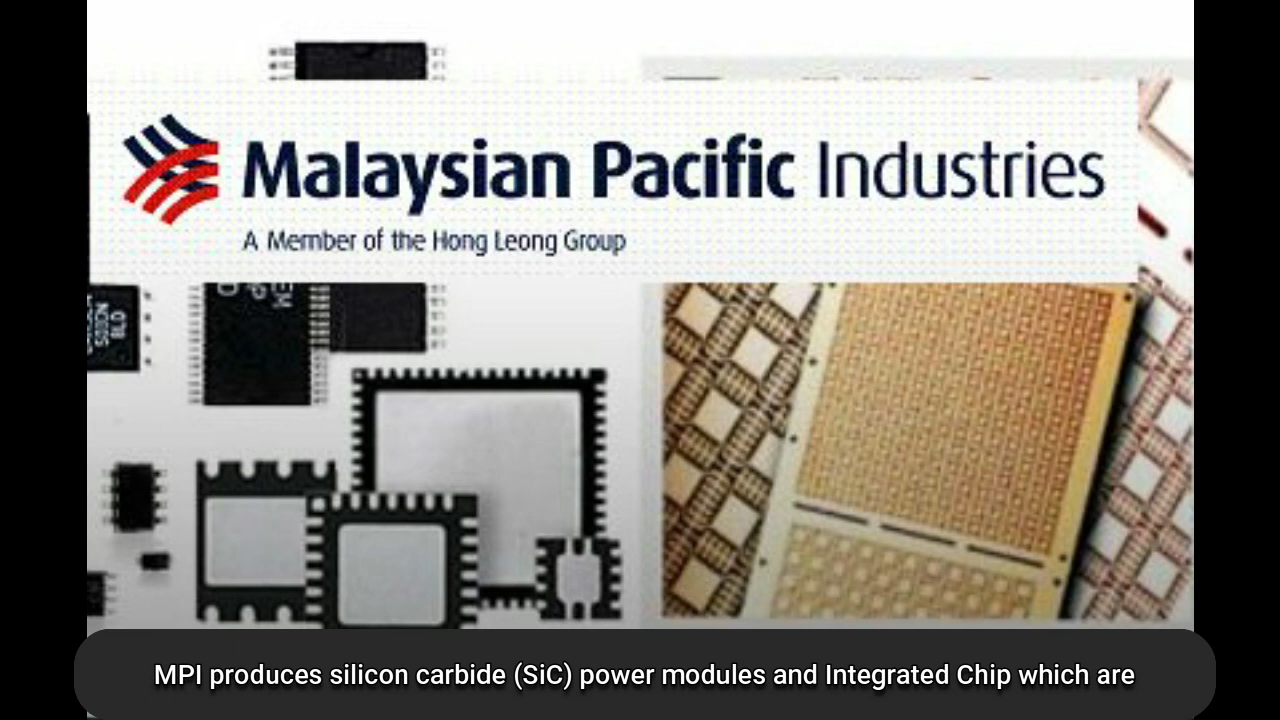 Malaysian Pacific Industries
A Member of the Hong Leong Group
MPI produces silicon carbide (SiC) power modules and Integrated Chip which are